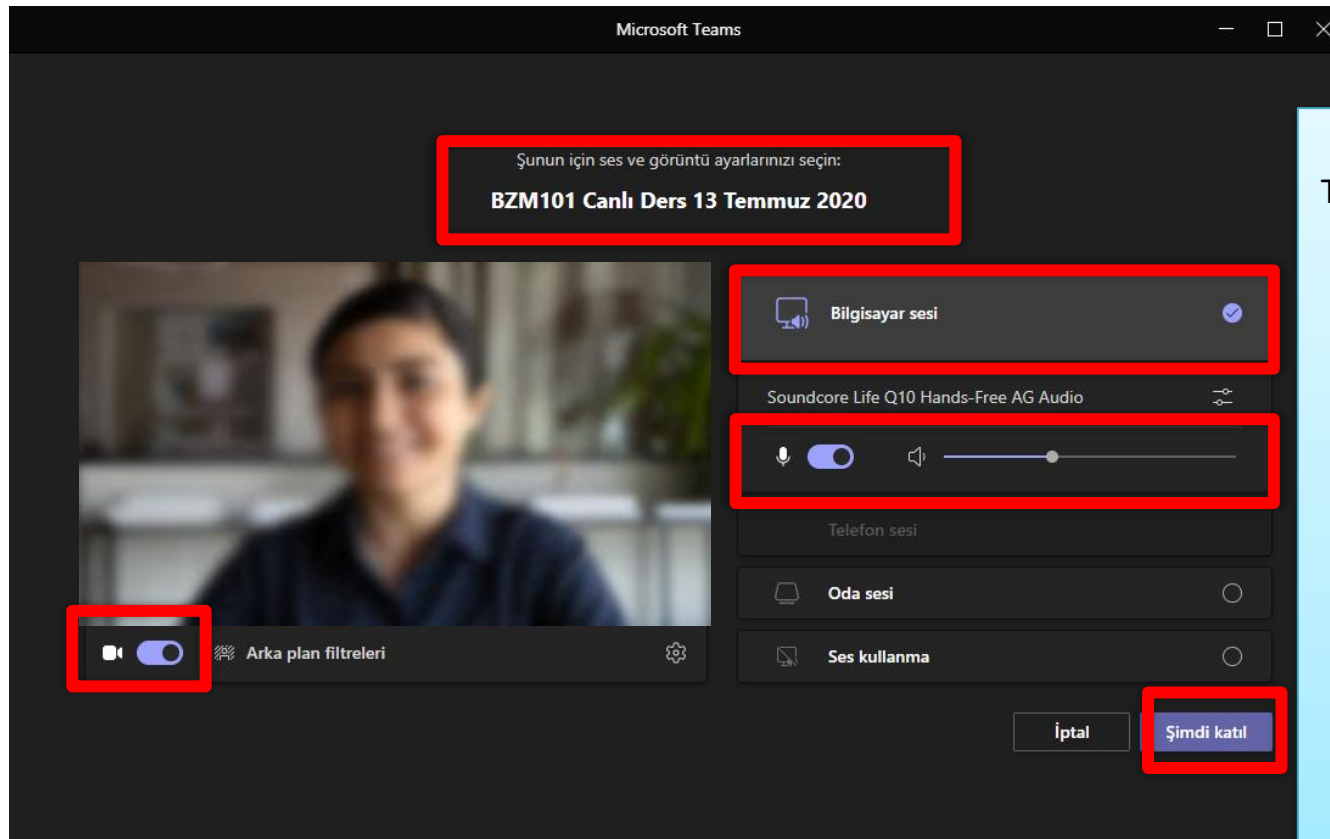 Microsoft Teams
Şunun için ses ve görüntü ayarlarınızı seçin:
BZM101 Canlı Ders 13 Temmuz 2020
Bilgisayar sesi
Soundcore Life Q10 Hands-Free AG Audio
Telefon sesi
Oda sesi
Arka plan filtreleri
Ses kullanma
İptal
Şimdi katıl